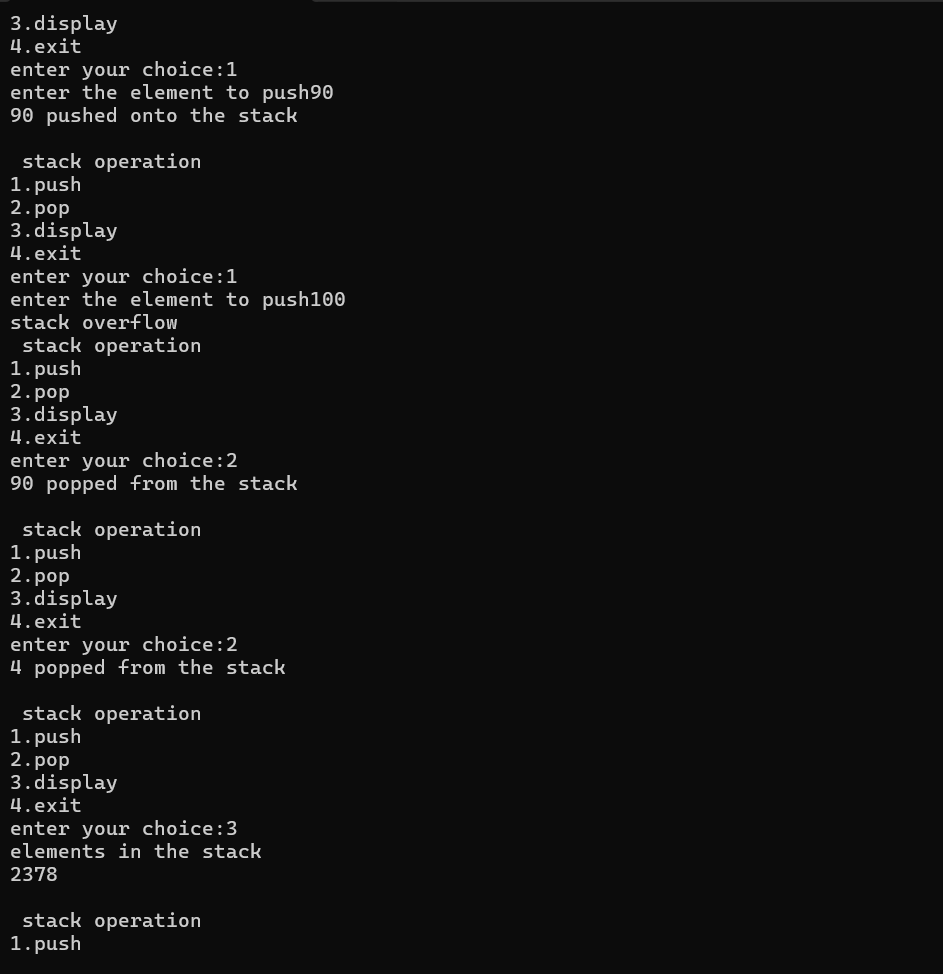 3.display
4.exit
enter your choice:1
enter the element to push90
90 pushed onto the stack

 stack operation
1.push
2.pop
3.display
4.exit
enter your choice:1
enter the element to push100
stack overflow
 stack operation
1.push
2.pop
3.display
4.exit
enter your choice:2
90 popped from the stack

 stack operation
1.push
2.pop
3.display
4.exit
enter your choice:2
4 popped from the stack

 stack operation
1.push
2.pop
3.display
4.exit
enter your choice:3
elements in the stack
2378

 stack operation
1.push